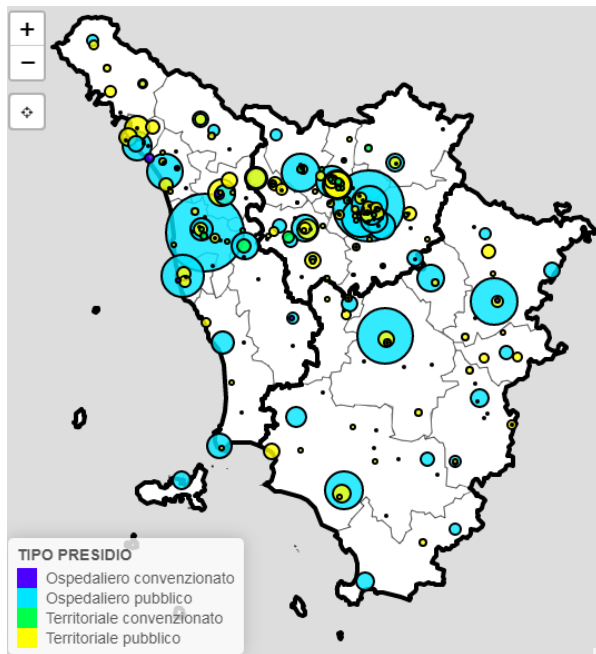 +
−
TIPO PRESIDIO
Ospedaliero convenzionato
Ospedaliero pubblico
Territoriale convenzionato
Territoriale pubblico